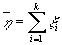 η̄ = ∑_{i=1}^{k} ξ_i